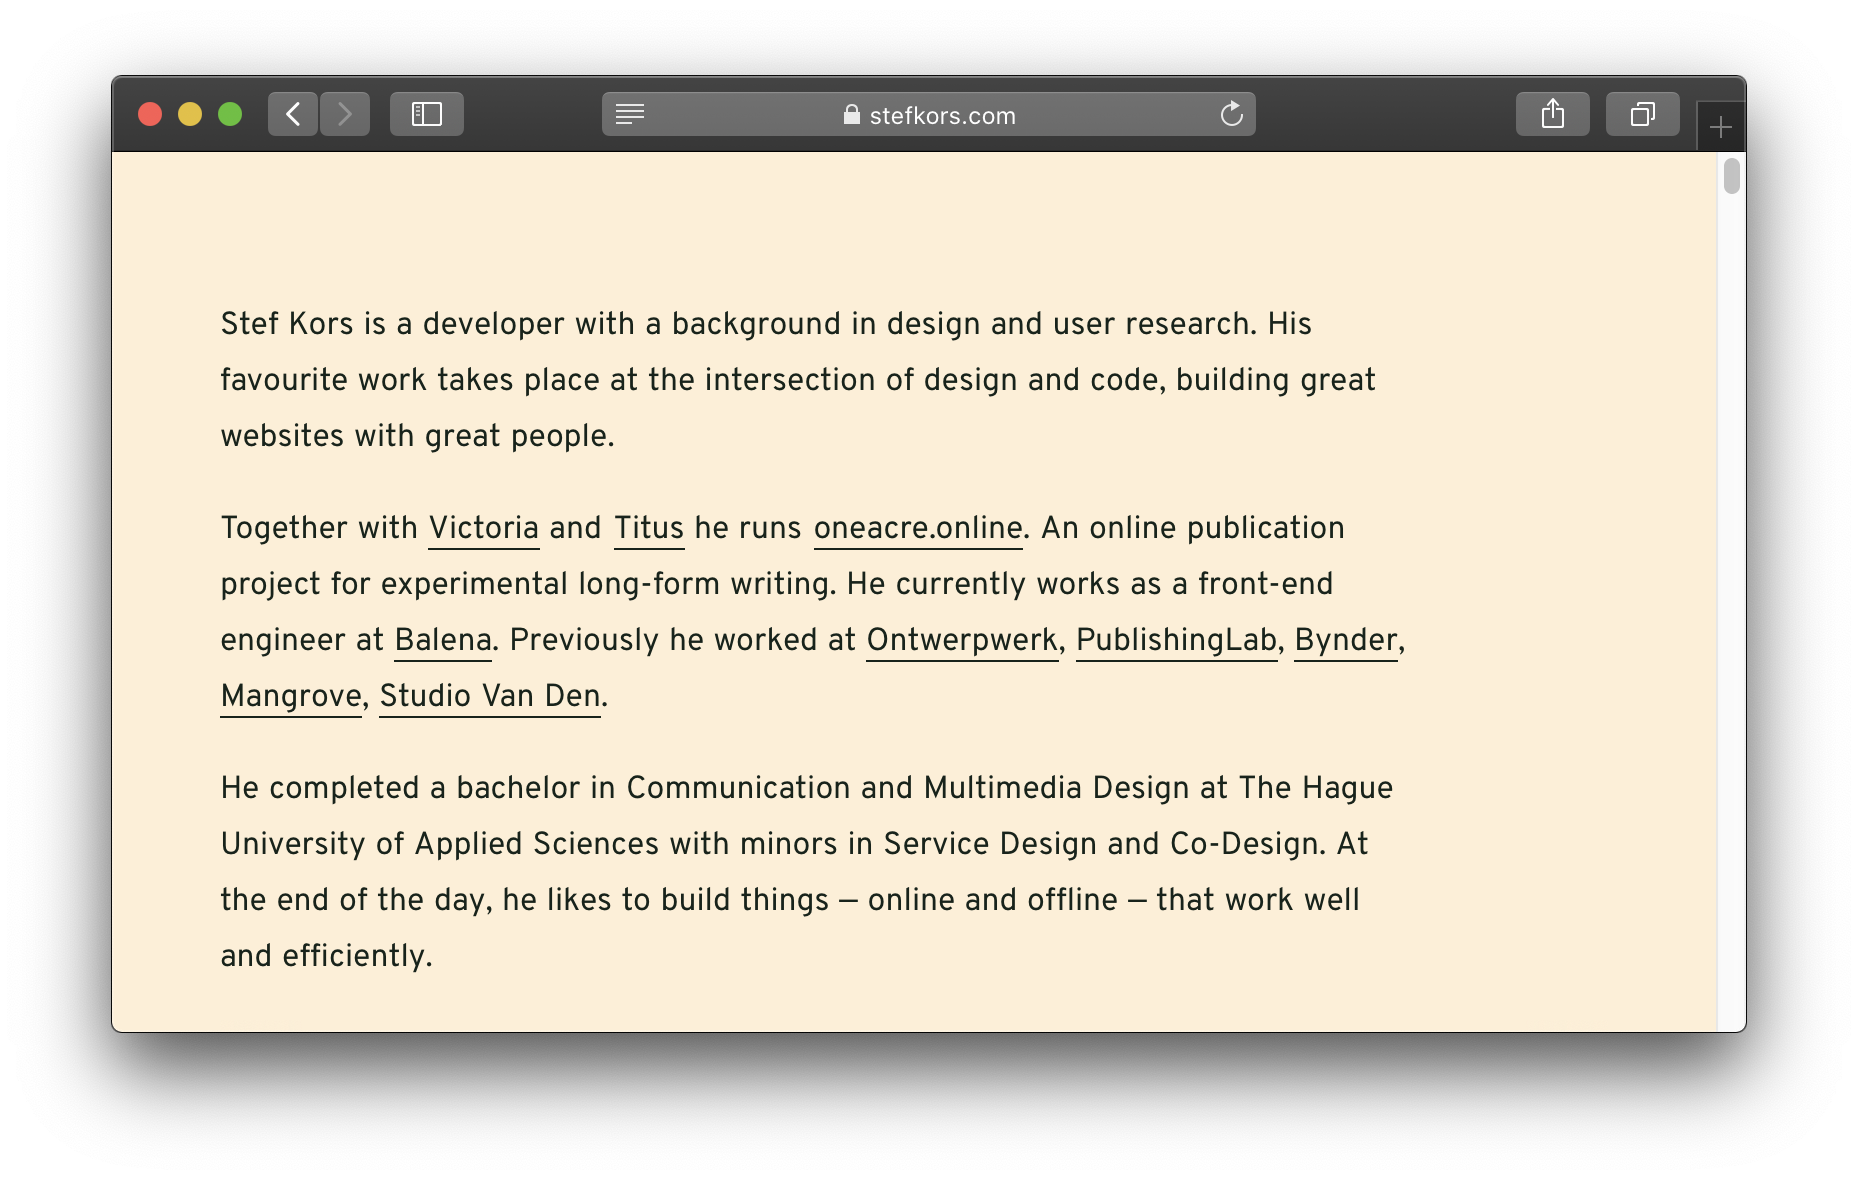 stefkors.com
Stef Kors is a developer with a background in design and user research. His
favourite work takes place at the intersection of design and code, building great
websites with great people.
Together with Victoria and Titus he runs oneacre.online. An online publication
project for experimental long-form writing. He currently works as a front-end
engineer at Balena. Previously he worked at Ontwerpwerk, PublishingLab, Bynder,
Mangrove, Studio Van Den.
He completed a bachelor in Communication and Multimedia Design at The Hague
University of Applied Sciences with minors in Service Design and Co-Design. At
the end of the day, he likes to build things — online and offline — that work well
and efficiently.